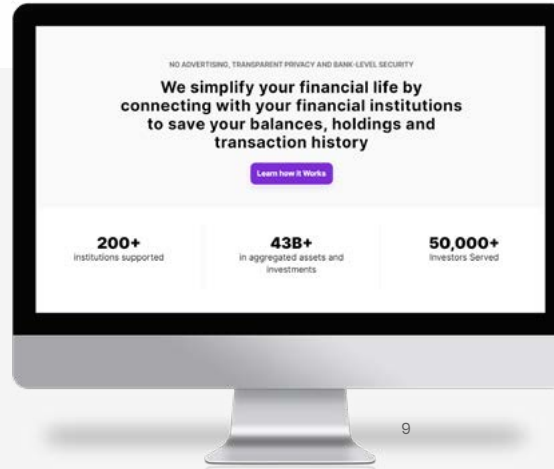 NO ADVERTISING, TRANSPARENT PRIVACY AND BANK-LEVEL SECURITY
We simplify your financial life by
connecting with your financial institutions
to save your balances, holdings and
transaction history
Learn how it Works
200+
institutions supported
43B+
in aggregated assets and
investments
50,000+
Investors Served
9